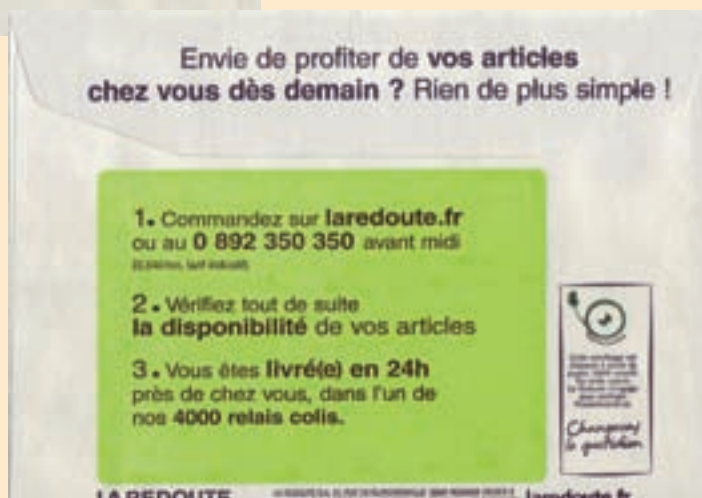 Envie de profiter de vos articles
chez vous dès demain ? Rien de plus simple !
1. Commandez sur laredoute.fr
ou au 0 892 350 350 avant midi
2. Vérifiez tout de suite
la disponibilité de vos articles
3. Vous êtes livré(e) en 24h
près de chez vous, dans l'un de
nos 4000 relais colis.
Changeons
le quotidien
LA REDOUTE
laredoute.fr